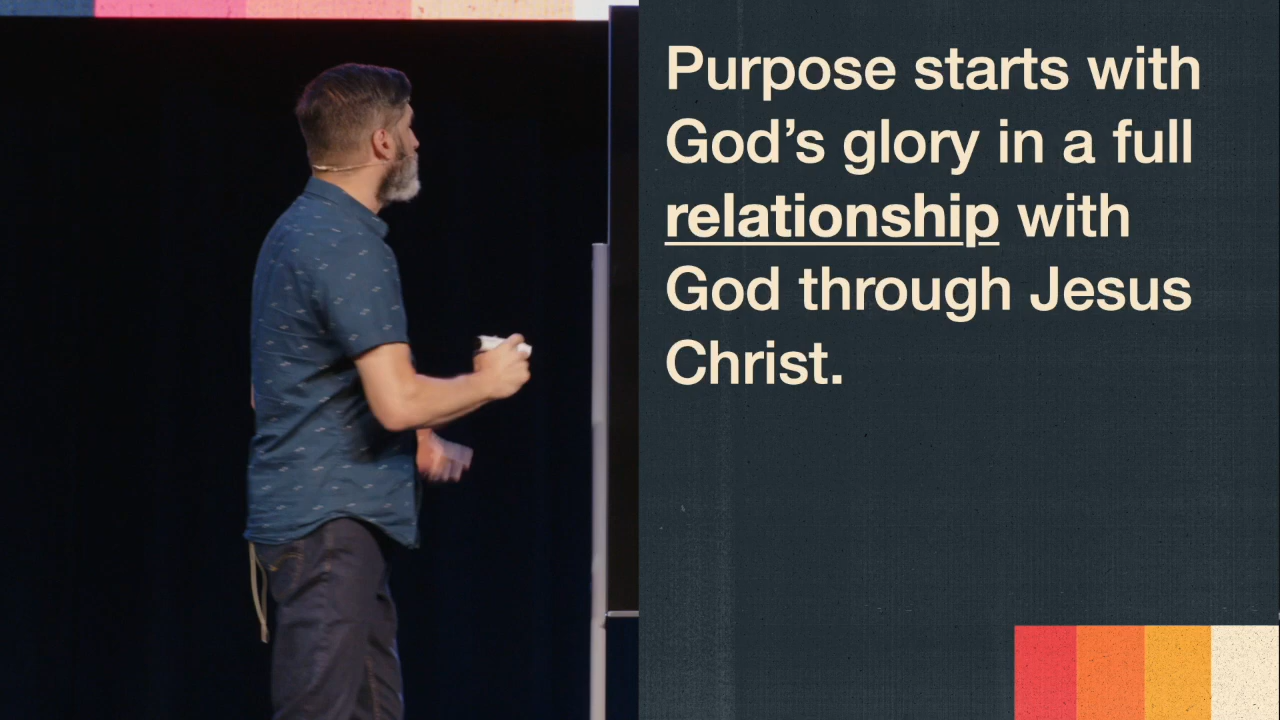 Purpose starts with
God’s glory in a full
relationship with
God through Jesus
Christ.